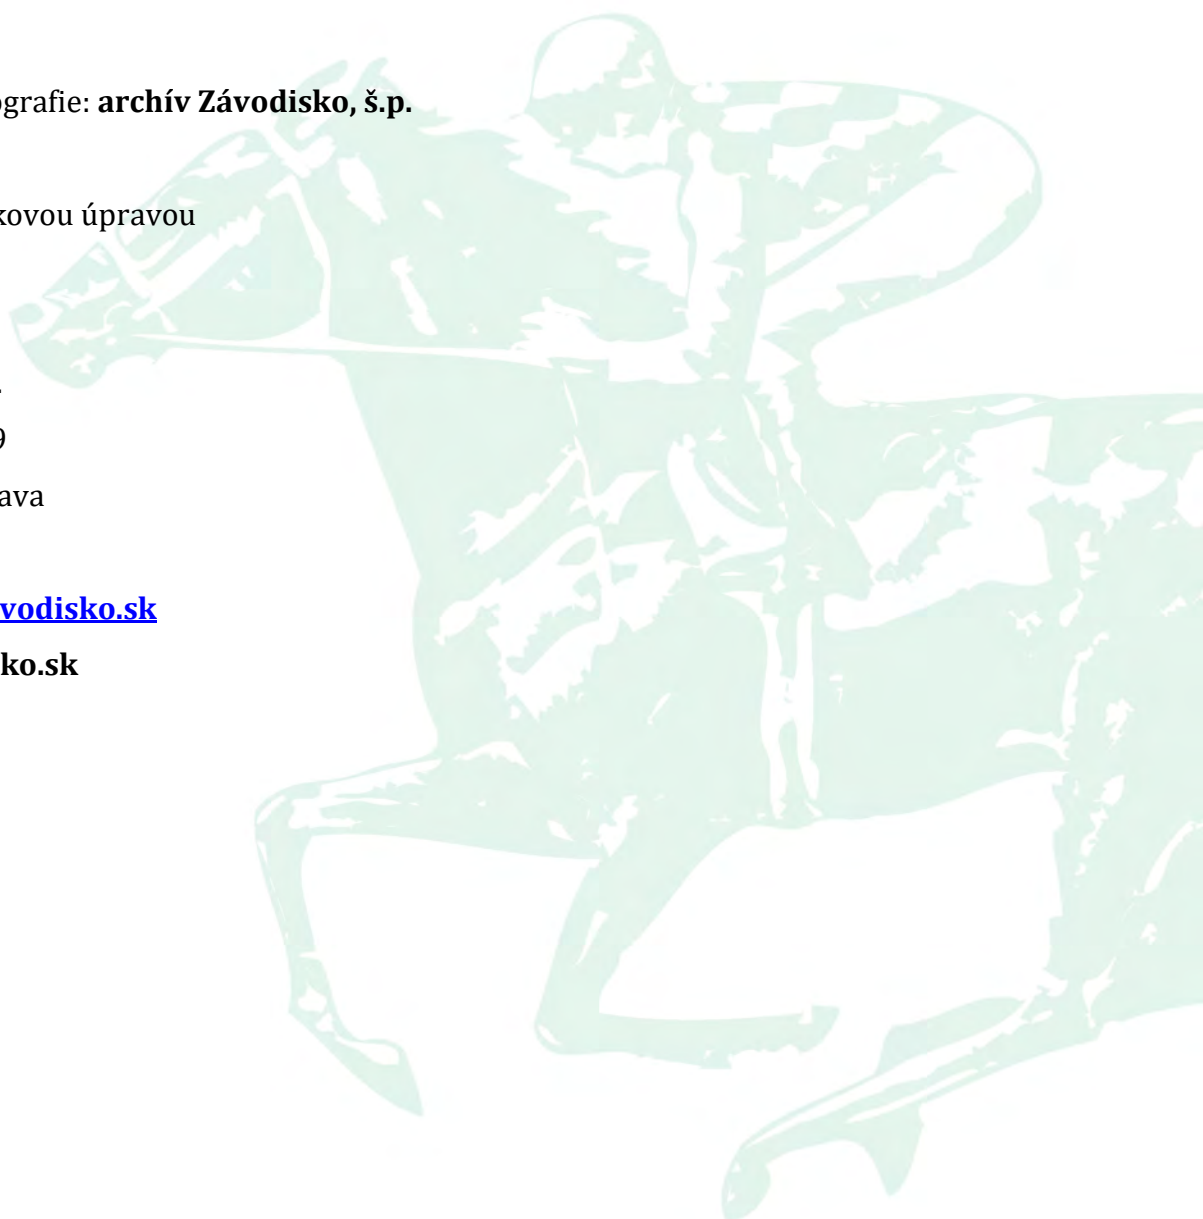 ografie: archív Závodisko, š.p.
kovou úpravou
.
9
ava
vodisko.sk
ko.sk